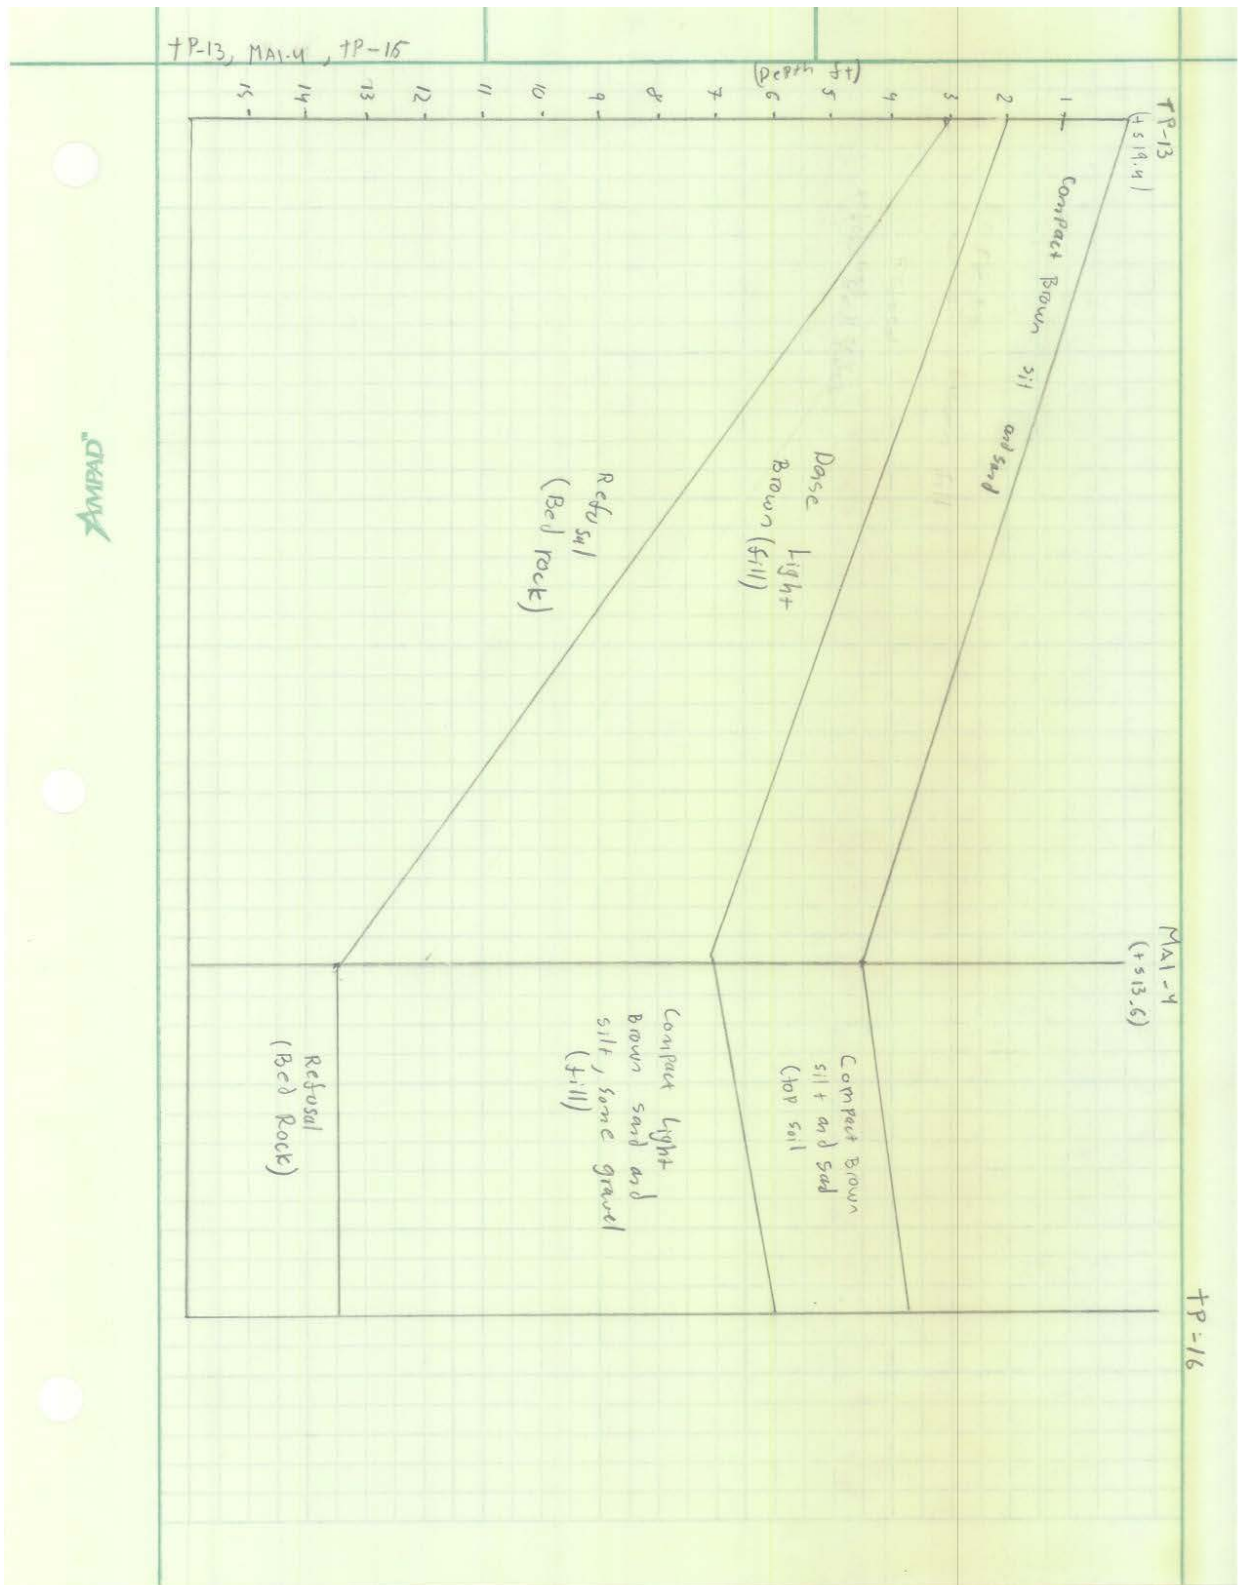 TP-13, MA1-4, TP-15
TP-13
(+519.4)
MA1-4
(+513.6)
TP-16
(Depth ft)
1
2
3
4
5
6
7
8
9
10
11
12
13
14
15
Compact Brown silt and sand
Dose Light
Brown (fill)
Refusal
(Bed rock)
Compact Brown
silt and sand
(top soil
Compact Light
Brown sand and
silt, some gravel
(fill)
Refusal
(Bed Rock)
AMPAD™